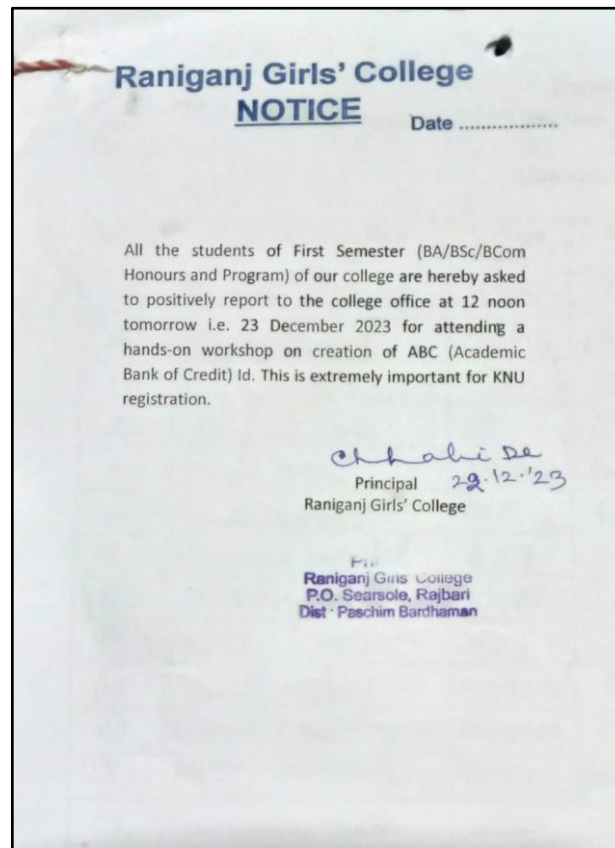 Raniganj Girls' College
NOTICE
Date ..................
All the students of First Semester (BA/BSc/BCom
Honours and Program) of our college are hereby asked
to positively report to the college office at 12 noon
tomorrow i.e. 23 December 2023 for attending a
hands-on workshop on creation of ABC (Academic
Bank of Credit) Id. This is extremely important for KNU
registration.
Chhabi De
Principal 22.12.'23
Raniganj Girls' College
Raniganj Girls College
P.O. Searsole, Rajbari
Dist Paschim Bardhaman